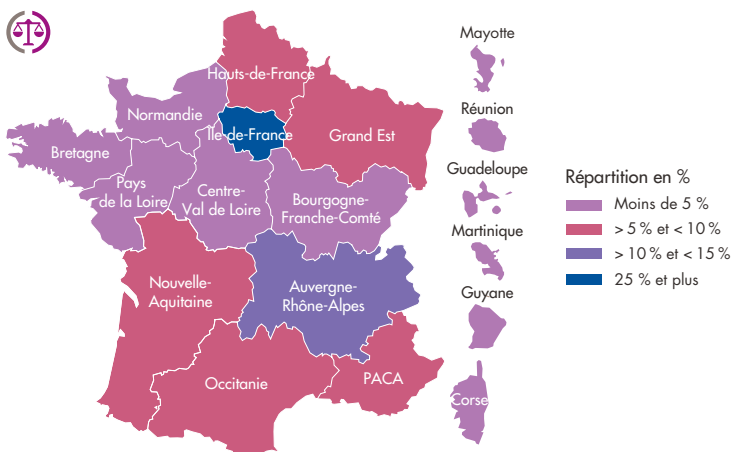 Mayotte
Hauts-de-France
Réunion
Normandie
Île-de-France
Grand Est
Bretagne
Guadeloupe
Pays
de la Loire
Centre-
Val de Loire
Bourgogne-
Franche-Comté
Répartition en %
Moins de 5 %
> 5 % et < 10 %
> 10 % et < 15 %
25 % et plus
Martinique
Nouvelle-
Aquitaine
Auvergne-
Rhône-Alpes
Guyane
Occitanie
PACA
Corse